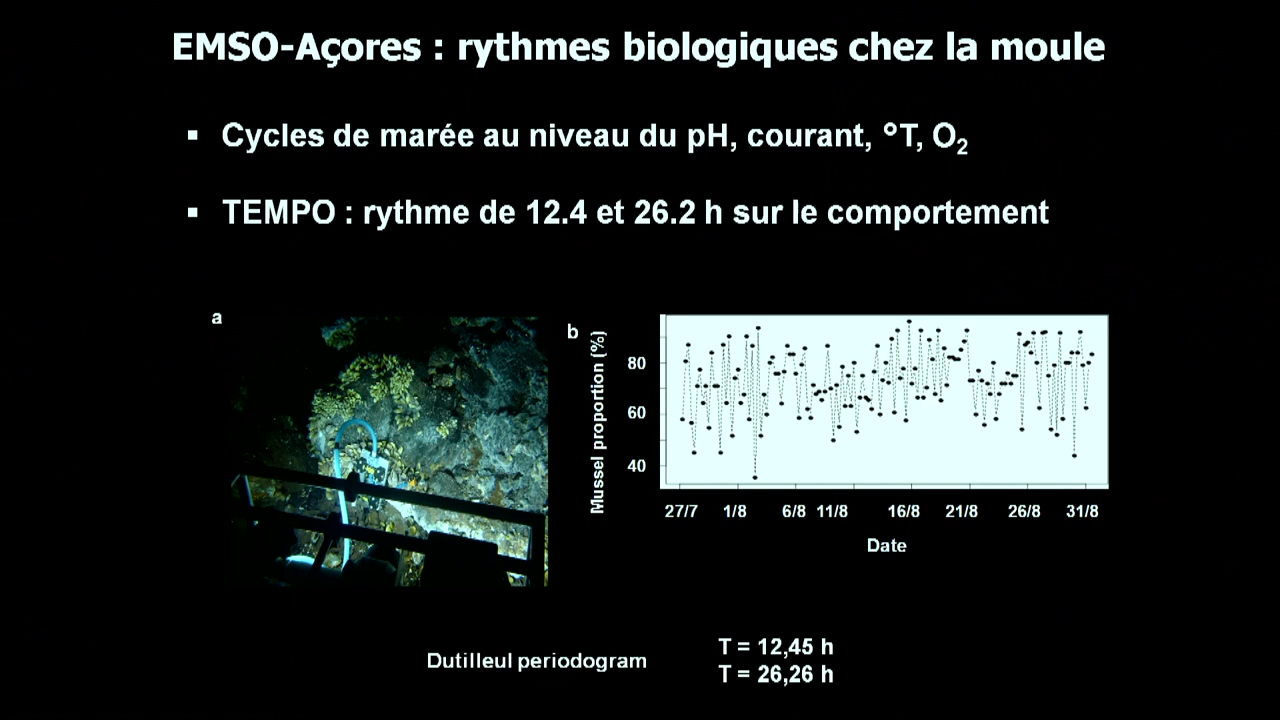 EMSO-Açores : rythmes biologiques chez la moule
▪ Cycles de marée au niveau du pH, courant, °T, O₂
▪ TEMPO : rythme de 12.4 et 26.2 h sur le comportement
a
b
Mussel proportion (%)
80
60
40
27/7 1/8 6/8 11/8 16/8 21/8 26/8 31/8
Date
Dutilleul periodogram
T = 12,45 h
T = 26,26 h